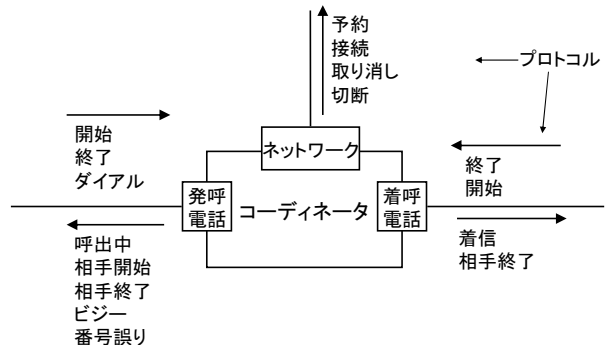 予約
接続
取り消し
切断
プロトコル
開始
終了
ダイアル
ネットワーク
終了
開始
発呼
電話
コーディネータ
着呼
電話
呼出中
相手開始
相手終了
ビジー
番号誤り
着信
相手終了